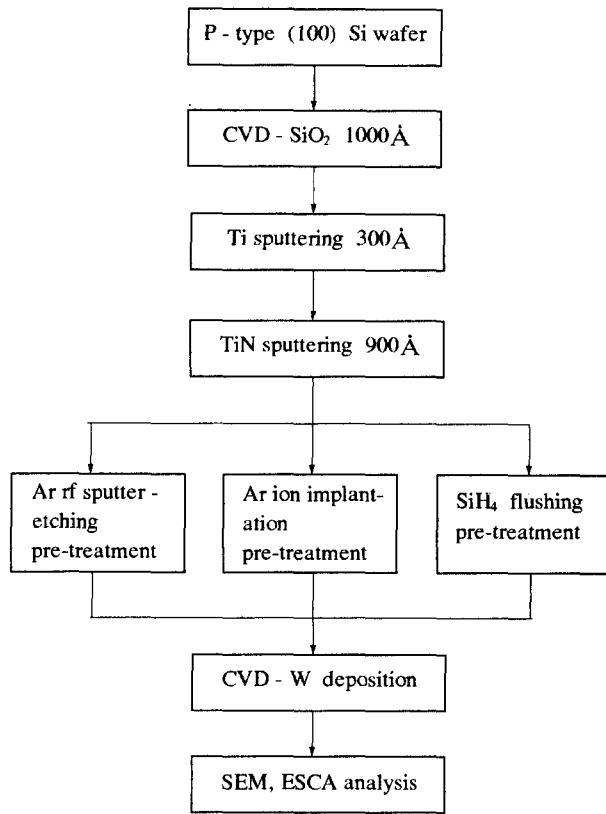 P - type (100) Si wafer
CVD - SiO₂ 1000Å
Ti sputtering 300Å
TiN sputtering 900Å
Ar rf sputter -
etching
pre-treatment
Ar ion implant-
ation
pre-treatment
SiH₄ flushing
pre-treatment
CVD - W deposition
SEM, ESCA analysis